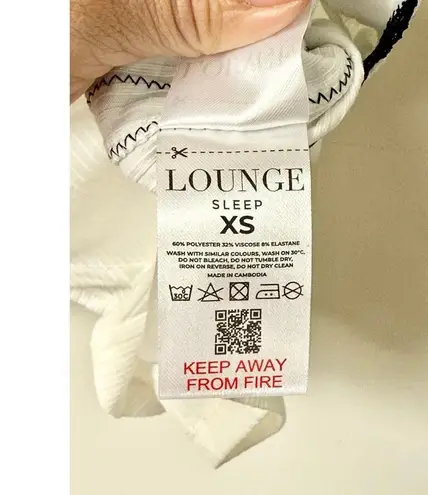 LOUNGE
SLEEP
XS
60% POLYESTER 32% VISCOSE 8% ELASTANE
WASH WITH SIMILAR COLOURS, WASH ON 30°C,
DO NOT BLEACH, DO NOT TUMBLE DRY,
IRON ON REVERSE, DO NOT DRY CLEAN
MADE IN CAMBODIA
30°C
KEEP AWAY
FROM FIRE